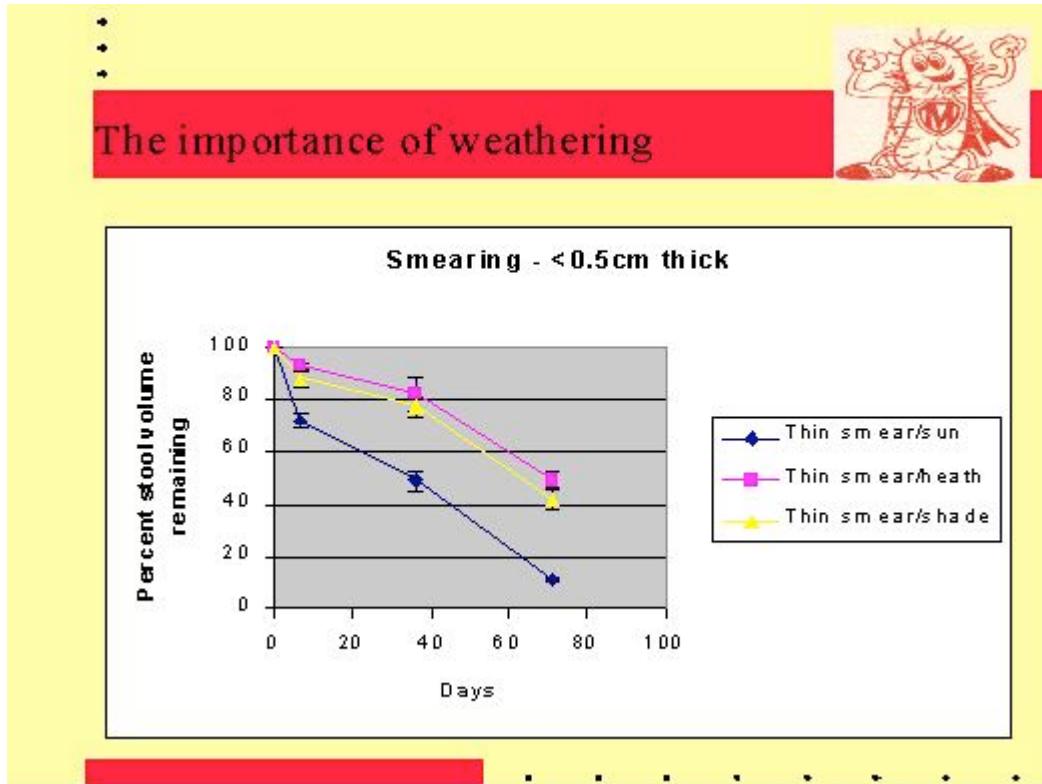 The importance of weathering
M
Smearing - <0.5cm thick
Percent stool volume
remaining
100
80
60
40
20
0
0 20 40 60 80 100
Days
Thin smear/sun
Thin smear/heath
Thin smear/shade